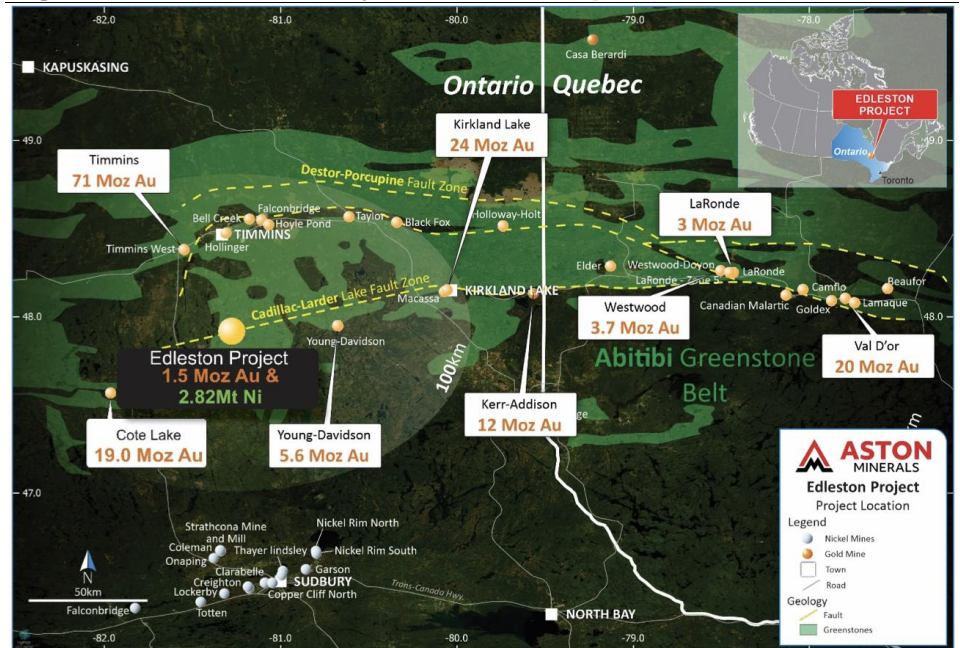 -82.0
-81.0
-80.0
-79.0
-78.0
KAPUSKASING
Casa Berardi
Ontario
Quebec
EDLESTON
PROJECT
Ontario
Toronto
49.0
-49.0
Kirkland Lake
24 Moz Au
Timmins
71 Moz Au
Destor-Porcupine Fault Zone
LaRonde
3 Moz Au
Bell Creek
Falconbridge
Hoyle Pond
Taylor
Black Fox
Holloway-Holt
TIMMINS
Timmins West
Hollinger
Elder
Westwood-Doyon
LaRonde
LaRonde - Zone 5
Cadillac-Larder Lake Fault Zone
Macassa
KIRKLAND LAKE
Camflo
Beaufor
Canadian Malartic
Goldex
Lamaque
48.0
48.0
Westwood
3.7 Moz Au
Edleston Project
1.5 Moz Au &
2.82Mt Ni
Young-Davidson
100km
Abitibi Greenstone
Belt
Val D'or
20 Moz Au
Cote Lake
19.0 Moz Au
Young-Davidson
5.6 Moz Au
Kerr-Addison
12 Moz Au
47.0
ASTON
MINERALS
Edleston Project
Project Location
Legend
Nickel Mines
Gold Mine
Town
Road
Geology
Fault
Greenstones
Strathcona Mine
and Mill
Nickel Rim North
Coleman
Thayer lindsley
Nickel Rim South
Onaping
Clarabelle
Garson
Creighton
SUDBURY
Lockerby
Copper Cliff North
Totten
Falconbridge
Trans-Canada Hwy.
NORTH BAY
N
50km
-82.0
-81.0
-80.0
-79.0